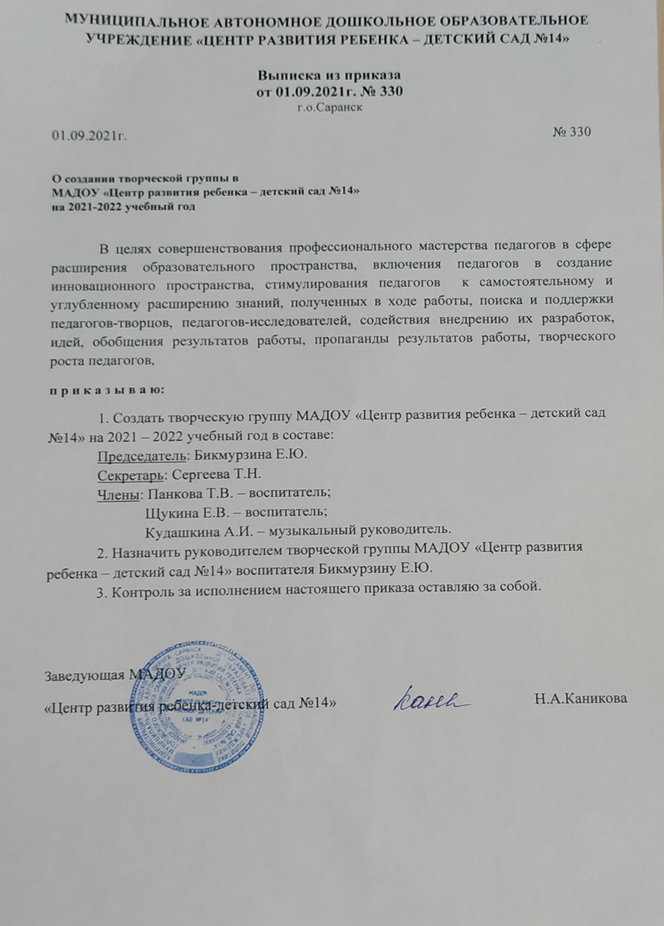 МУНИЦИПАЛЬНОЕ АВТОНОМНОЕ ДОШКОЛЬНОЕ ОБРАЗОВАТЕЛЬНОЕ
УЧРЕЖДЕНИЕ «ЦЕНТР РАЗВИТИЯ РЕБЕНКА – ДЕТСКИЙ САД №14»
Выписка из приказа
от 01.09.2021г. № 330
г.о.Саранск
01.09.2021г. № 330
О создании творческой группы в
МАДОУ «Центр развития ребенка – детский сад №14»
на 2021-2022 учебный год
В целях совершенствования профессионального мастерства педагогов в сфере
расширения образовательного пространства, включения педагогов в создание
инновационного пространства, стимулирования педагогов к самостоятельному и
углубленному расширению знаний, полученных в ходе работы, поиска и поддержки
педагогов-творцов, педагогов-исследователей, содействия внедрению их разработок,
идей, обобщения результатов работы, пропаганды результатов работы, творческого
роста педагогов,
п р и к а з ы в а ю:
1. Создать творческую группу МАДОУ «Центр развития ребенка – детский сад
№14» на 2021 – 2022 учебный год в составе:
Председатель: Бикмурзина Е.Ю.
Секретарь: Сергеева Т.Н.
Члены: Панкова Т.В. – воспитатель;
Щукина Е.В. – воспитатель;
Кудашкина А.И. – музыкальный руководитель.
2. Назначить руководителем творческой группы МАДОУ «Центр развития
ребенка – детский сад №14» воспитателя Бикмурзину Е.Ю.
3. Контроль за исполнением настоящего приказа оставляю за собой.
Заведующая МАДОУ
«Центр развития ребенка-детский сад №14» Н.А.Каникова
МАДОУ
САД №14